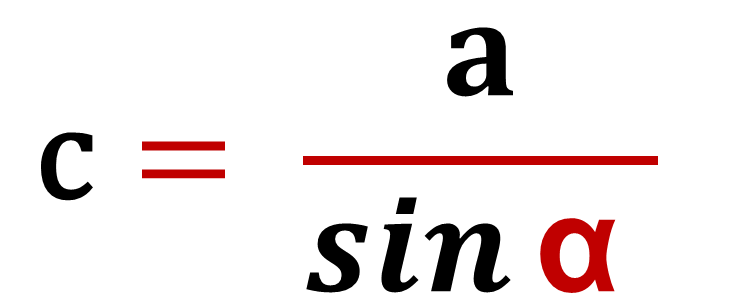 c = a
sin α